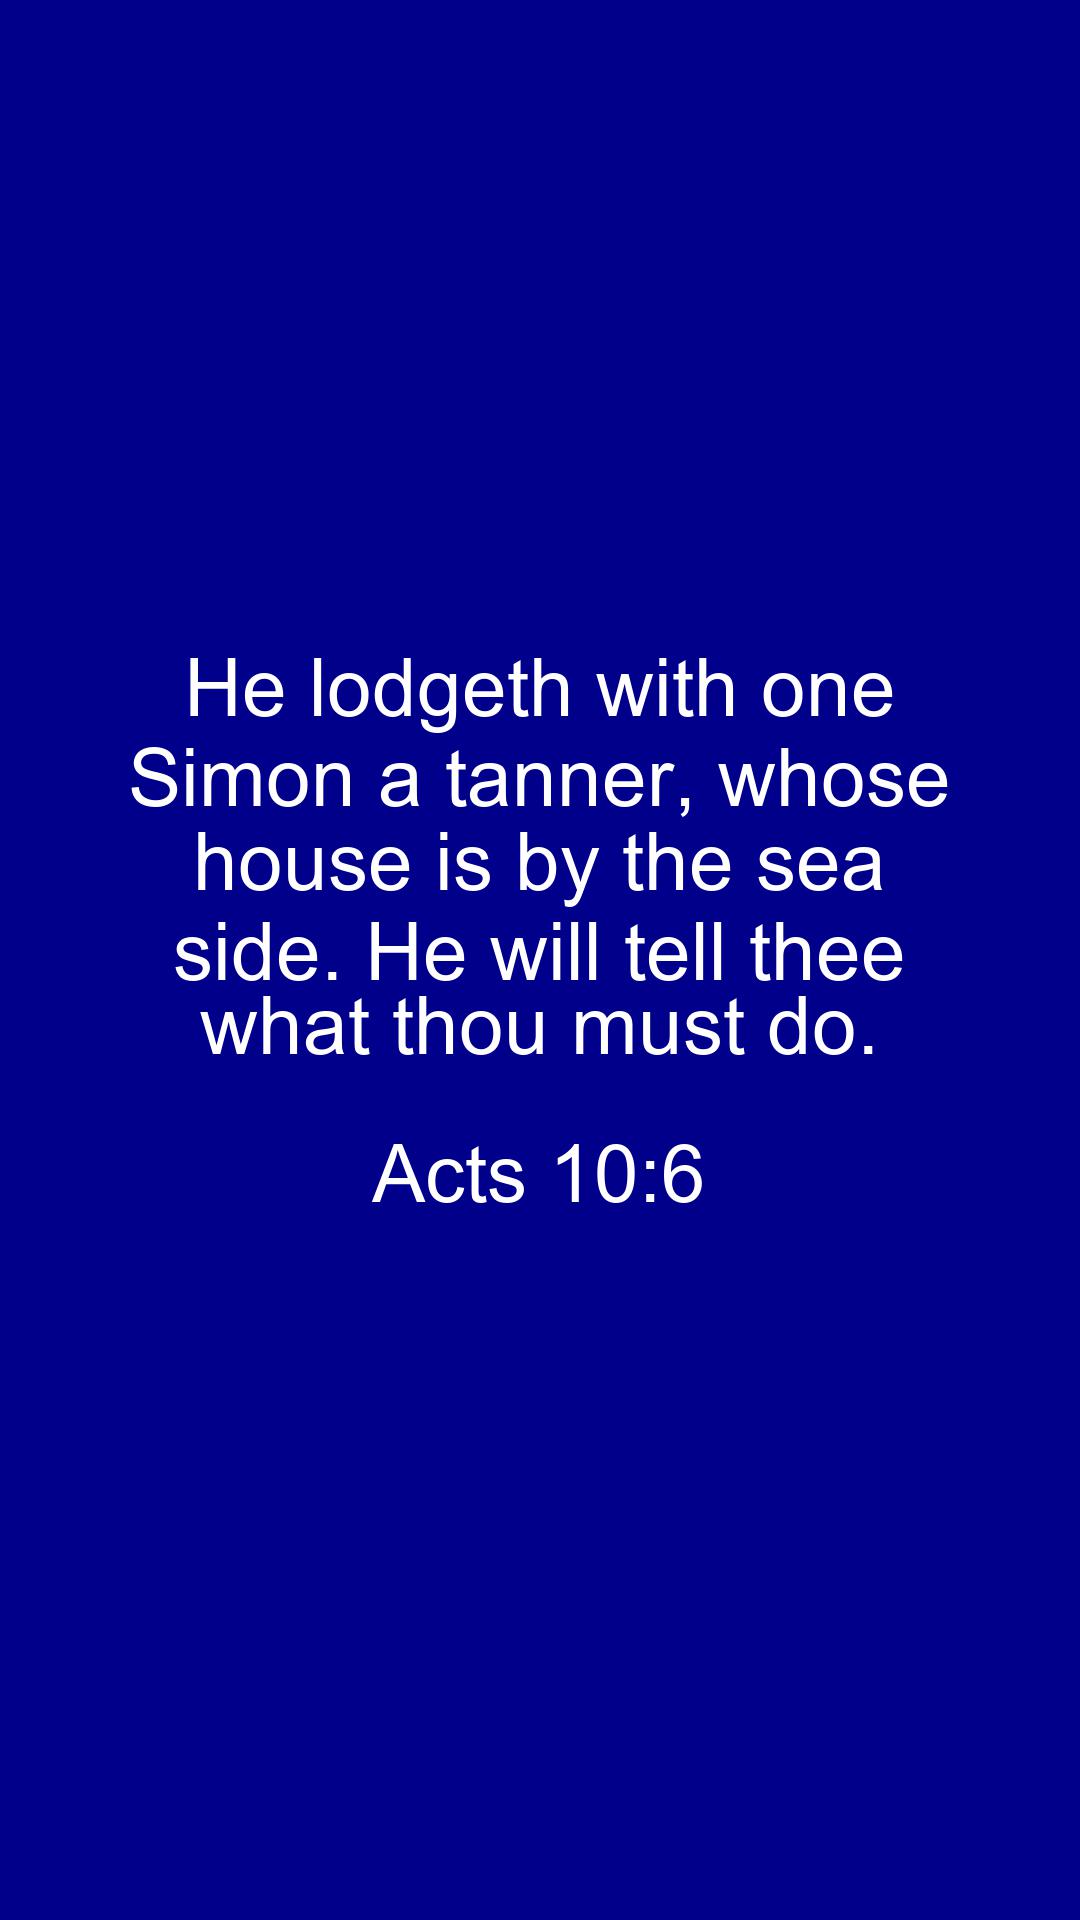 He lodgeth with one
Simon a tanner, whose
house is by the sea
side. He will tell thee
what thou must do.
Acts 10:6